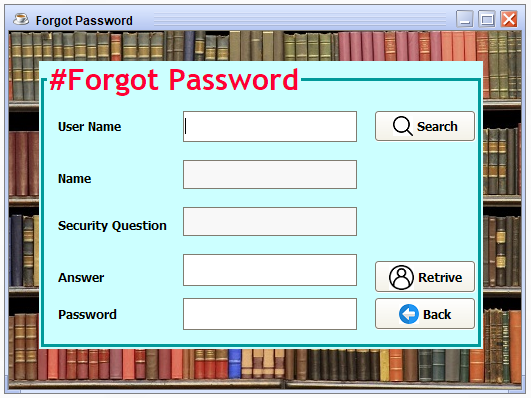 Forgot Password
#Forgot Password
User Name
Search
Name
Security Question
Answer
Retrive
Password
Back